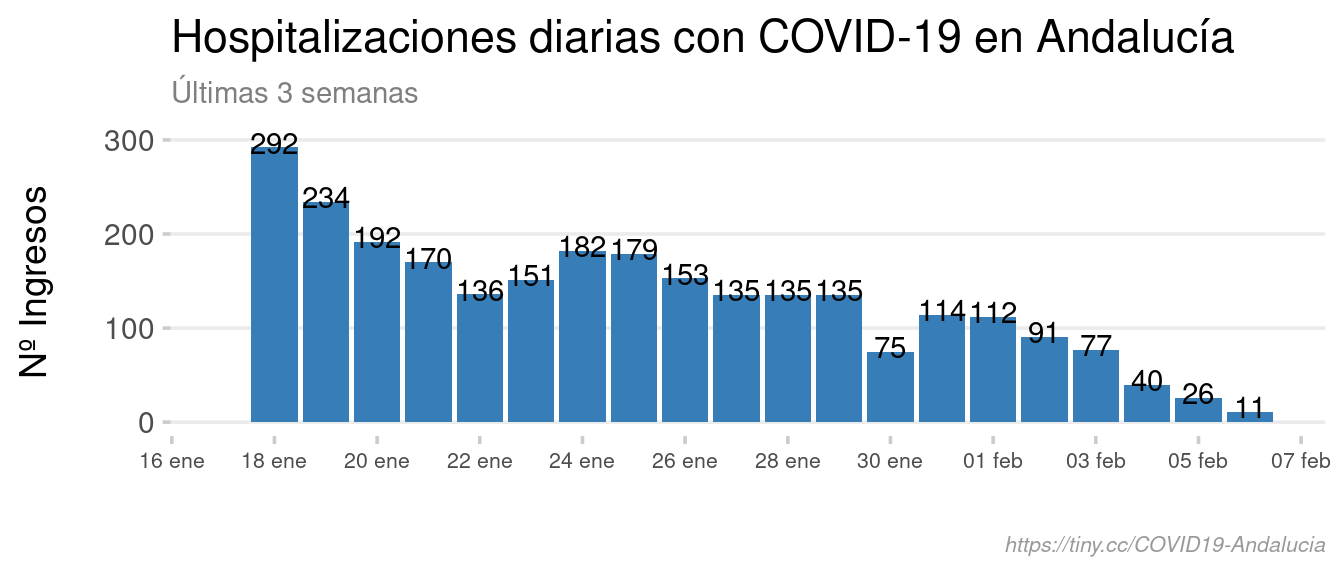 Hospitalizaciones diarias con COVID-19 en Andalucía
Últimas 3 semanas
Nº Ingresos
300
200
100
0
292
234
192
170
136
151
182
179
153
135
135
135
75
114
112
91
77
40
26
11
16 ene
18 ene
20 ene
22 ene
24 ene
26 ene
28 ene
30 ene
01 feb
03 feb
05 feb
07 feb
https://tiny.cc/COVID19-Andalucia